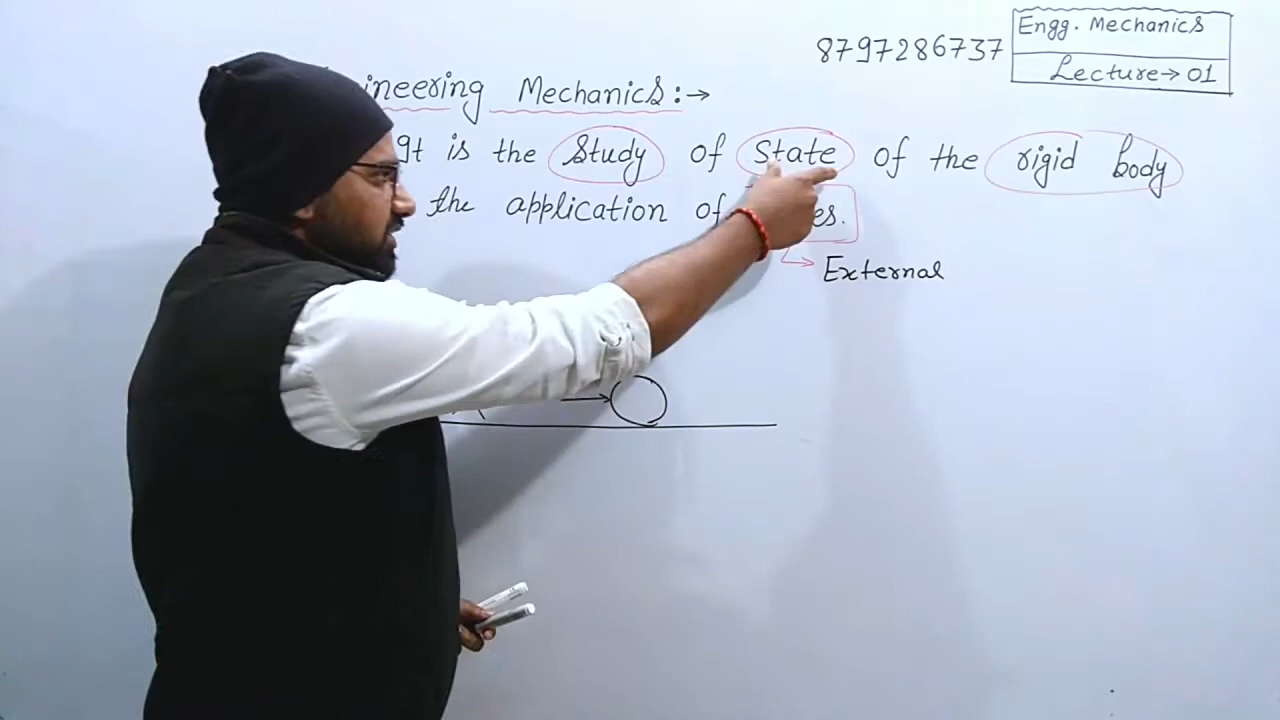 8797286737
Engg. Mechanics
Lecture→01
ineering Mechanics:→
It is the Study of State of the rigid body
the application of es.
External